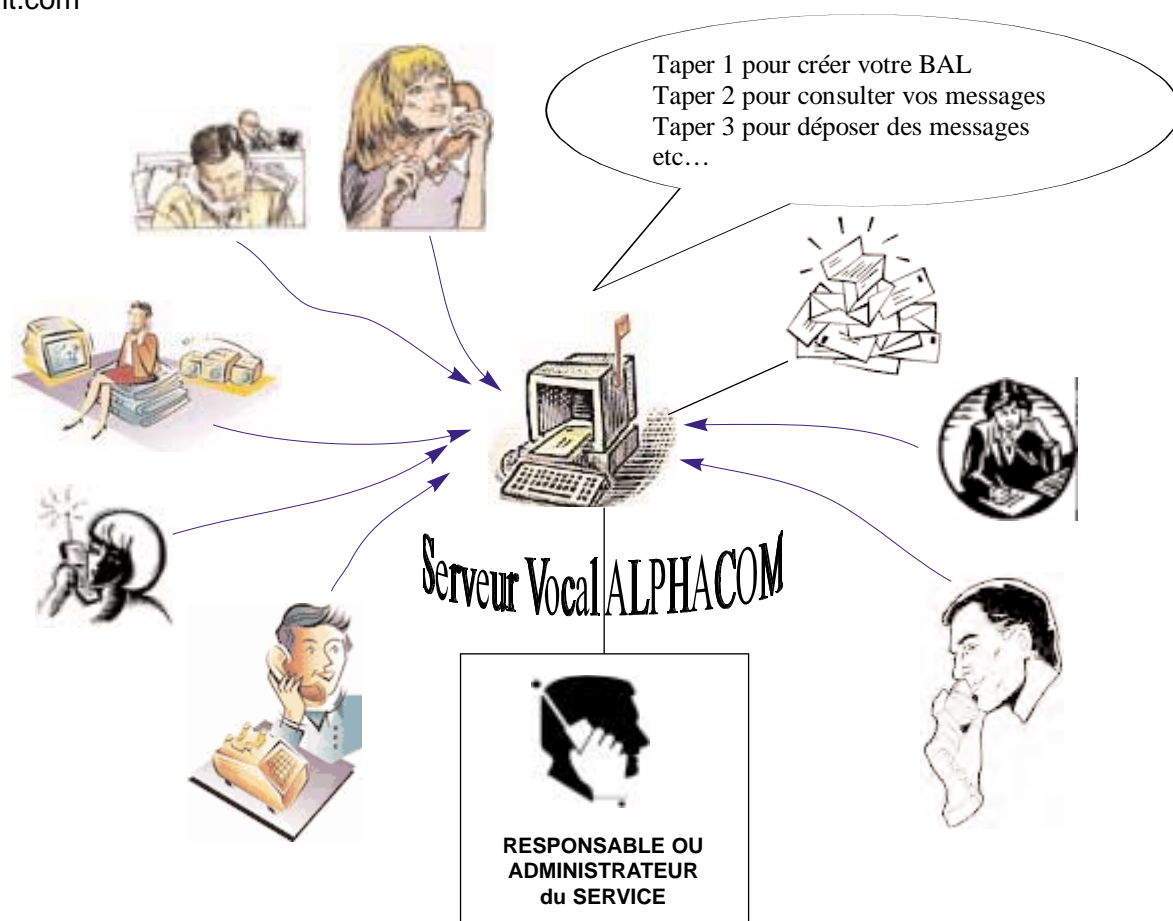 nt.com
Taper 1 pour créer votre BAL
Taper 2 pour consulter vos messages
Taper 3 pour déposer des messages
etc…
Serveur Vocal ALPHACOM
RESPONSABLE OU
ADMINISTRATEUR
du SERVICE